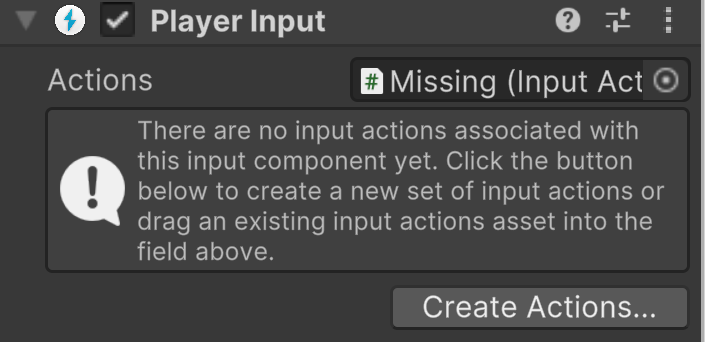 Player Input
Actions
# Missing (Input Act
There are no input actions associated with
this input component yet. Click the button
below to create a new set of input actions or
drag an existing input actions asset into the
field above.
Create Actions...